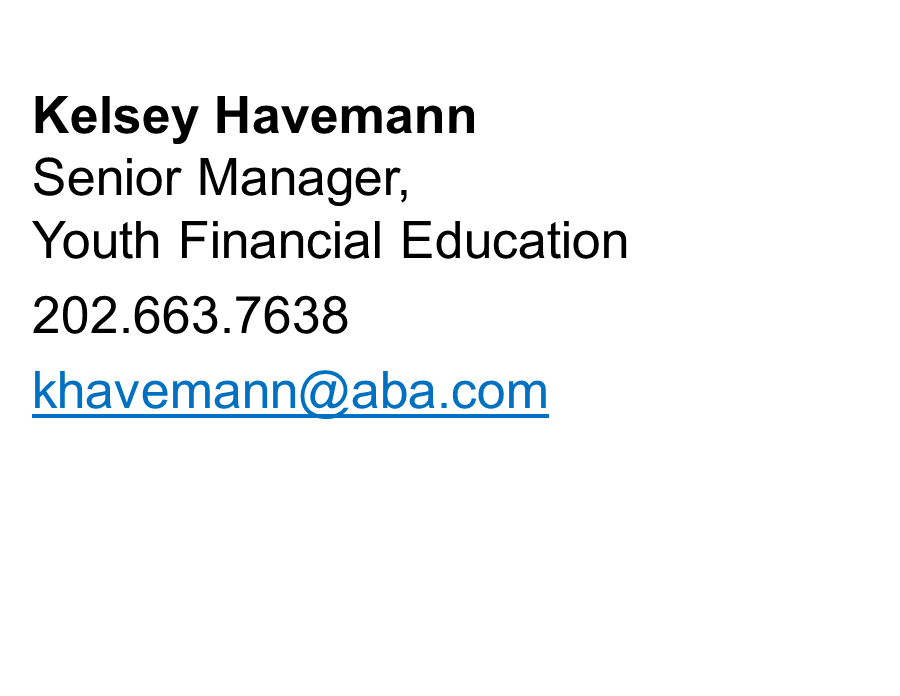 Kelsey Havemann
Senior Manager,
Youth Financial Education
202.663.7638
khavemann@aba.com